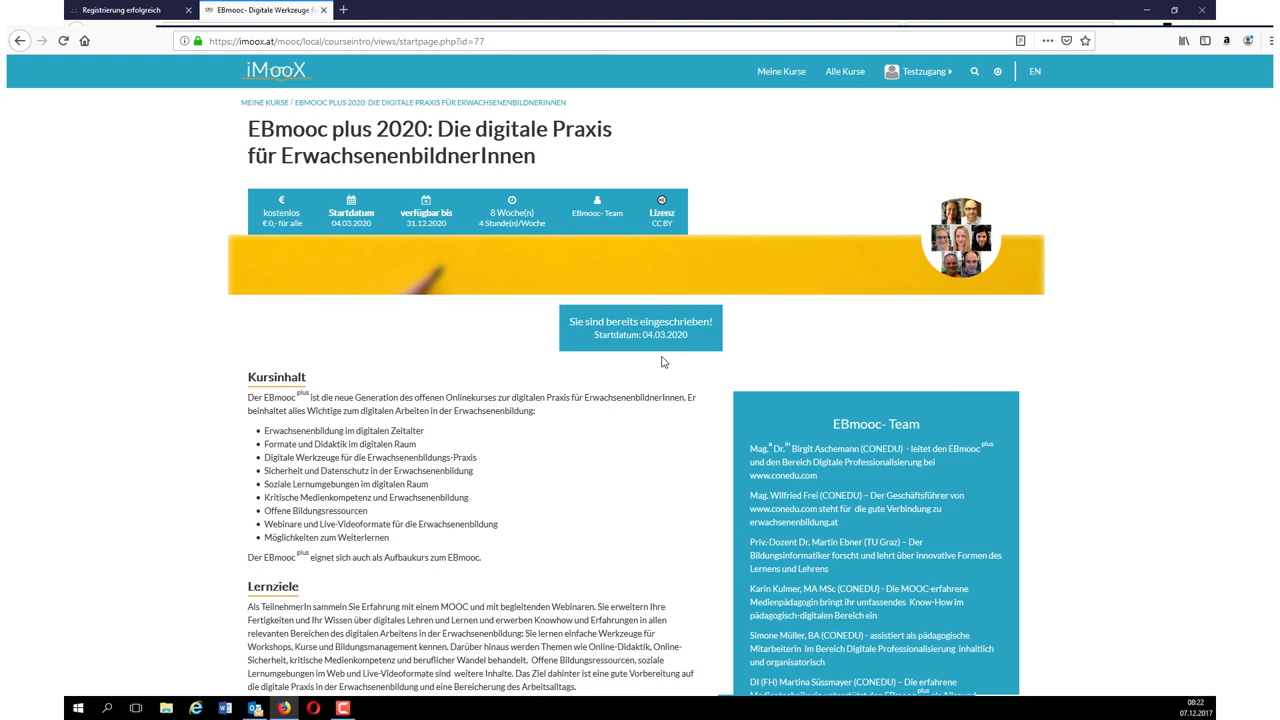 Registrierung erfolgreich
EBmooc- Digitale Werkzeuge f
https://imoox.at/mooc/local/courseintro/views/startpage.php?id=77
iMooX
Meine Kurse
Alle Kurse
Testzugang
EN
MEINE KURSE / EBMOOC PLUS 2020: DIE DIGITALE PRAXIS FÜR ERWACHSENENBILDNERINNEN
EBmooc plus 2020: Die digitale Praxis
für ErwachsenenbildnerInnen
kostenlos
€ 0,- für alle
Startdatum
04.03.2020
verfügbar bis
31.12.2020
8 Woche(n)
4 Stunde(n)/Woche
EBmooc- Team
cc
Lizenz
CC BY
Sie sind bereits eingeschrieben!
Startdatum: 04.03.2020
Kursinhalt
Der EBmooc plus ist die neue Generation des offenen Onlinekurses zur digitalen Praxis für ErwachsenenbildnerInnen. Er
beinhaltet alles Wichtige zum digitalen Arbeiten in der Erwachsenenbildung:
• Erwachsenenbildung im digitalen Zeitalter
• Formate und Didaktik im digitalen Raum
• Digitale Werkzeuge für die Erwachsenenbildungs-Praxis
• Sicherheit und Datenschutz in der Erwachsenenbildung
• Soziale Lernumgebungen im digitalen Raum
• Kritische Medienkompetenz und Erwachsenenbildung
• Offene Bildungsressourcen
• Webinare und Live-Videoformate für die Erwachsenenbildung
• Möglichkeiten zum Weiterlernen
Der EBmooc plus eignet sich auch als Aufbaukurs zum EBmooc.
Lernziele
Als TeilnehmerIn sammeln Sie Erfahrung mit einem MOOC und mit begleitenden Webinaren. Sie erweitern Ihre
Fertigkeiten und Ihr Wissen über digitales Lehren und Lernen und erwerben Knowhow und Erfahrungen in allen
relevanten Bereichen des digitalen Arbeitens in der Erwachsenenbildung: Sie lernen einfache Werkzeuge für
Workshops, Kurse und Bildungsmanagement kennen. Darüber hinaus werden Themen wie Online-Didaktik, Online-
Sicherheit, kritische Medienkompetenz und beruflicher Wandel behandelt. Offene Bildungsressourcen, soziale
Lernumgebungen im Web und Live-Videoformate sind weitere Inhalte. Das Ziel dahinter ist eine gute Vorbereitung auf
die digitale Praxis in der Erwachsenenbildung und eine Bereicherung des Arbeitsalltags.
EBmooc- Team
Mag.a Dr.in Birgit Aschemann (CONEDU) - leitet den EBmooc plus
und den Bereich Digitale Professionalisierung bei
www.conedu.com
Mag. Wilfried Frei (CONEDU) – Der Geschäftsführer von
www.conedu.com steht für die gute Verbindung zu
erwachsenenbildung.at
Priv.-Dozent Dr. Martin Ebner (TU Graz) – Der
Bildungsinformatiker forscht und lehrt über innovative Formen des
Lernens und Lehrens
Karin Kulmer, MA MSc (CONEDU) - Die MOOC-erfahrene
Medienpädagogin bringt ihr umfassendes Know-How im
pädagogisch-digitalen Bereich ein
Simone Müller, BA (CONEDU) - assistiert als pädagogische
Mitarbeiterin im Bereich Digitale Professionalisierung inhaltlich
und organisatorisch
DI (FH) Martina Süssmayer (CONEDU) – Die erfahrene
08:22
07.12.2017